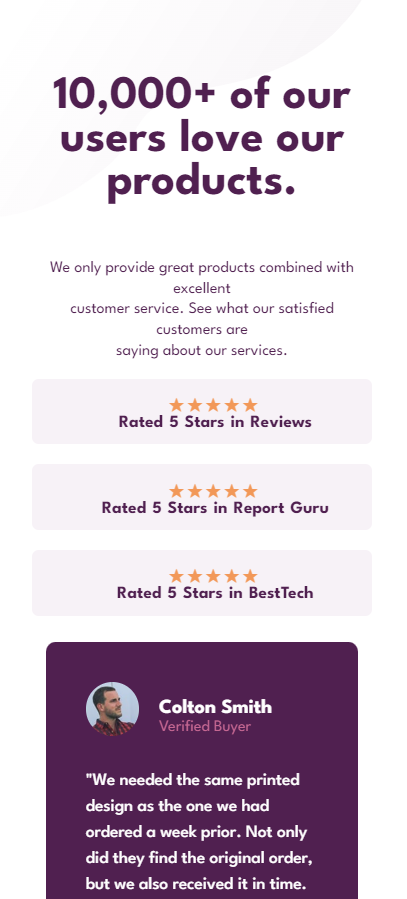 10,000+ of our
users love our
products.
We only provide great products combined with
excellent
customer service. See what our satisfied
customers are
saying about our services.
Rated 5 Stars in Reviews
Rated 5 Stars in Report Guru
Rated 5 Stars in BestTech
Colton Smith
Verified Buyer
"We needed the same printed
design as the one we had
ordered a week prior. Not only
did they find the original order,
but we also received it in time.